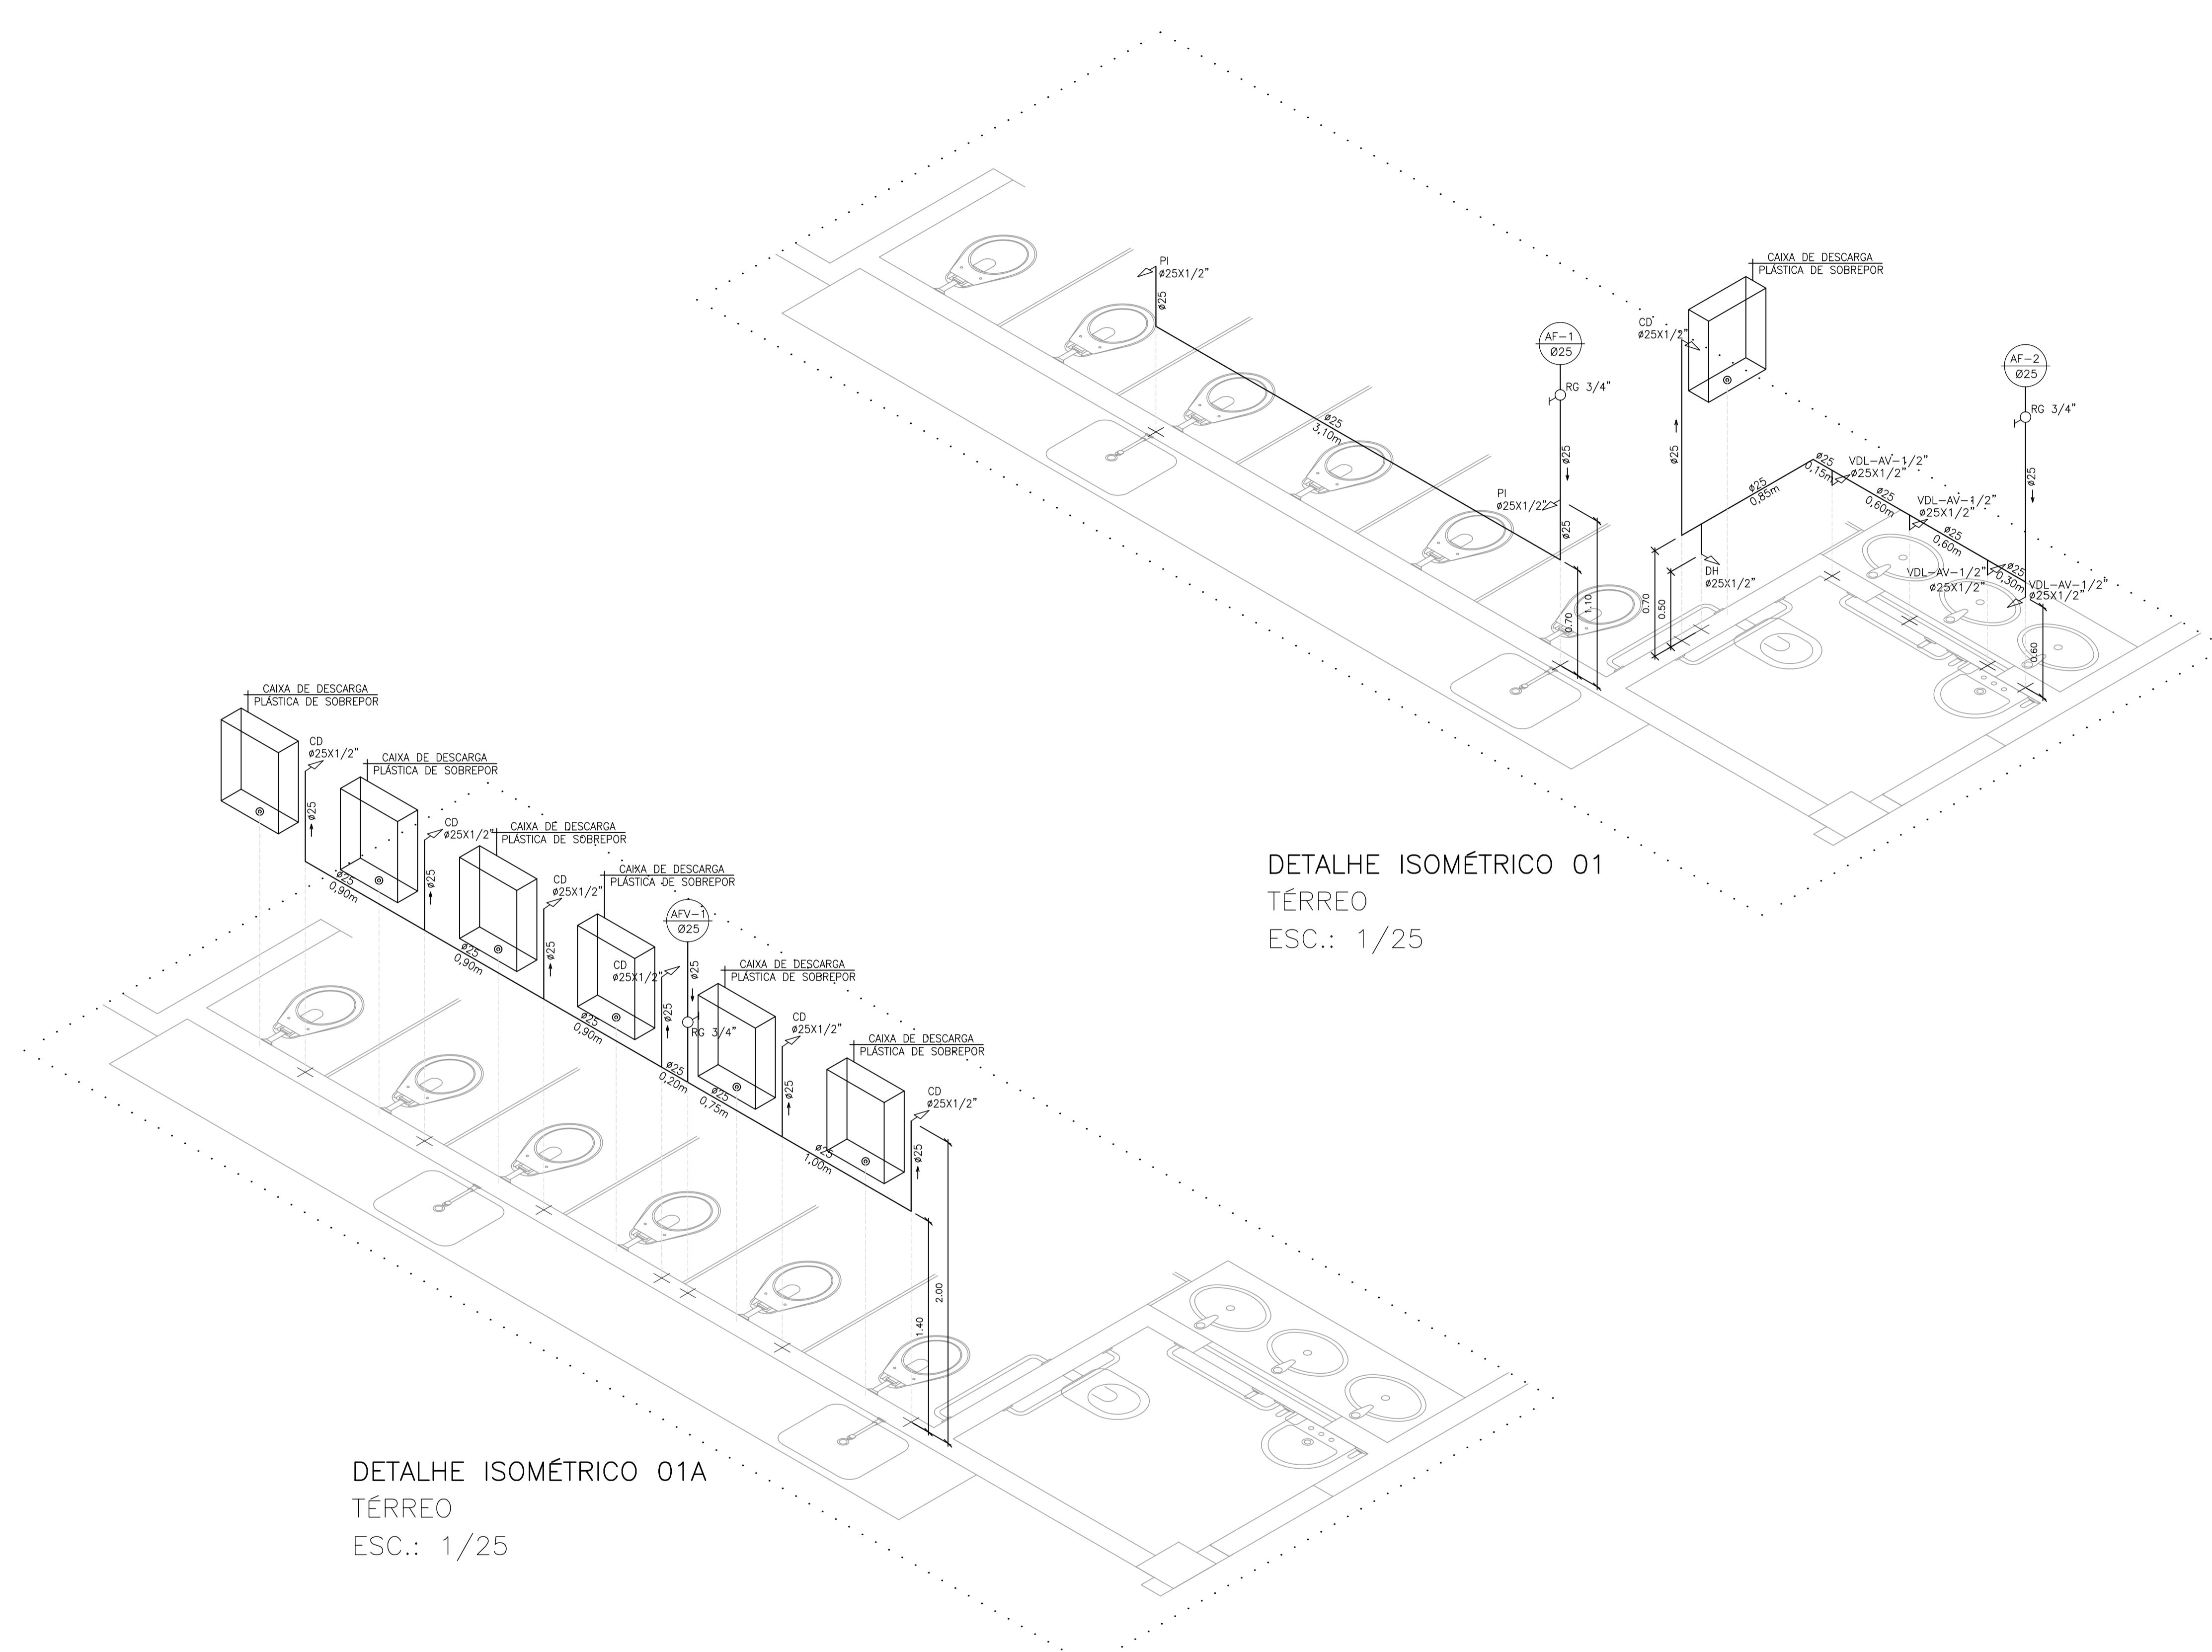 CAIXA DE DESCARGA
PLÁSTICA DE SOBREPOR
PI
ø25X1/2"
ø25
AF-1
Ø25
RG 3/4"
CD
ø25X1/2"
AF-2
Ø25
RG 3/4"
ø25
3,10m
ø25
ø25
ø25
PI
ø25X1/2"
ø25
ø25
0,85m
ø25
0,15m
VDL-AV-1/2"
ø25X1/2"
ø25
0,60m
VDL-AV-1/2"
ø25X1/2"
ø25
0,60m
VDL-AV-1/2"
ø25X1/2"
ø25
0,30m
VDL-AV-1/2"
ø25X1/2"
DH
ø25X1/2"
0.70
1.10
0.70
0.50
0.60
DETALHE ISOMÉTRICO 01
TÉRREO
ESC.: 1/25
CAIXA DE DESCARGA
PLÁSTICA DE SOBREPOR
CD
ø25X1/2"
ø25
CAIXA DE DESCARGA
PLÁSTICA DE SOBREPOR
ø25
0,90m
CD
ø25X1/2"
ø25
CAIXA DE DESCARGA
PLÁSTICA DE SOBREPOR
ø25
0,90m
CD
ø25X1/2"
ø25
CAIXA DE DESCARGA
PLÁSTICA DE SOBREPOR
ø25
0,90m
CD
ø25X1/2"
ø25
AFV-1
Ø25
ø25
RG 3/4"
ø25
0,20m
CAIXA DE DESCARGA
PLÁSTICA DE SOBREPOR
ø25
0,75m
CD
ø25X1/2"
ø25
CAIXA DE DESCARGA
PLÁSTICA DE SOBREPOR
ø25
1,00m
CD
ø25X1/2"
ø25
1.40
2.00
DETALHE ISOMÉTRICO 01A
TÉRREO
ESC.: 1/25